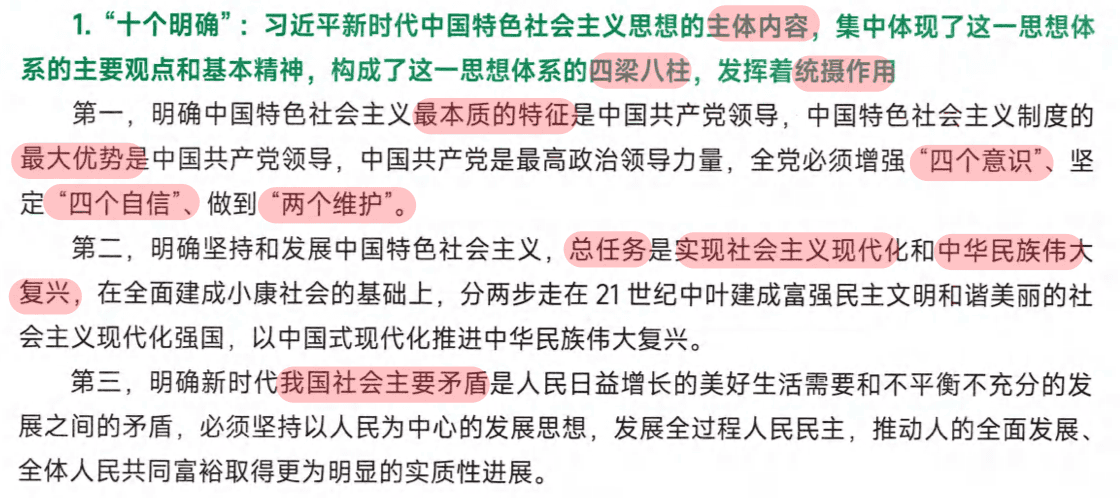 1. “十个明确”：习近平新时代中国特色社会主义思想的主体内容，集中体现了这一思想体
系的主要观点和基本精神，构成了这一思想体系的四梁八柱，发挥着统摄作用
第一，明确中国特色社会主义最本质的特征是中国共产党领导，中国特色社会主义制度的
最大优势是中国共产党领导，中国共产党是最高政治领导力量，全党必须增强“四个意识”、坚
定“四个自信”、做到“两个维护”。
第二，明确坚持和发展中国特色社会主义，总任务是实现社会主义现代化和中华民族伟大
复兴，在全面建成小康社会的基础上，分两步走在 21 世纪中叶建成富强民主文明和谐美丽的社
会主义现代化强国，以中国式现代化推进中华民族伟大复兴。
第三，明确新时代我国社会主要矛盾是人民日益增长的美好生活需要和不平衡不充分的发
展之间的矛盾，必须坚持以人民为中心的发展思想，发展全过程人民民主，推动人的全面发展、
全体人民共同富裕取得更为明显的实质性进展。